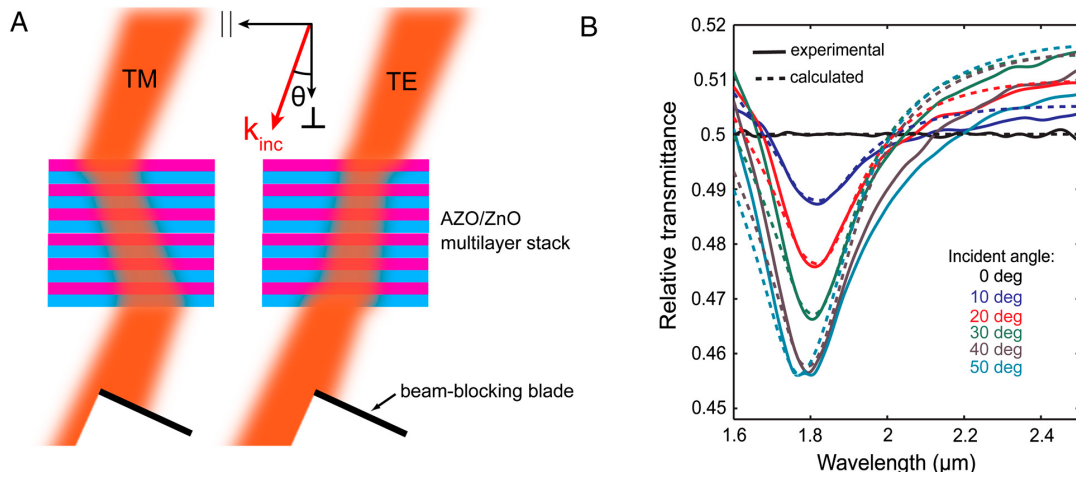 A
TM
||
θ
⊥
k inc
TE
AZO/ZnO
multilayer stack
beam-blocking blade
B
Relative transmittance
0.52
0.51
0.5
0.49
0.48
0.47
0.46
0.45
experimental
calculated
Incident angle:
0 deg
10 deg
20 deg
30 deg
40 deg
50 deg
1.6 1.8 2 2.2 2.4
Wavelength (μm)